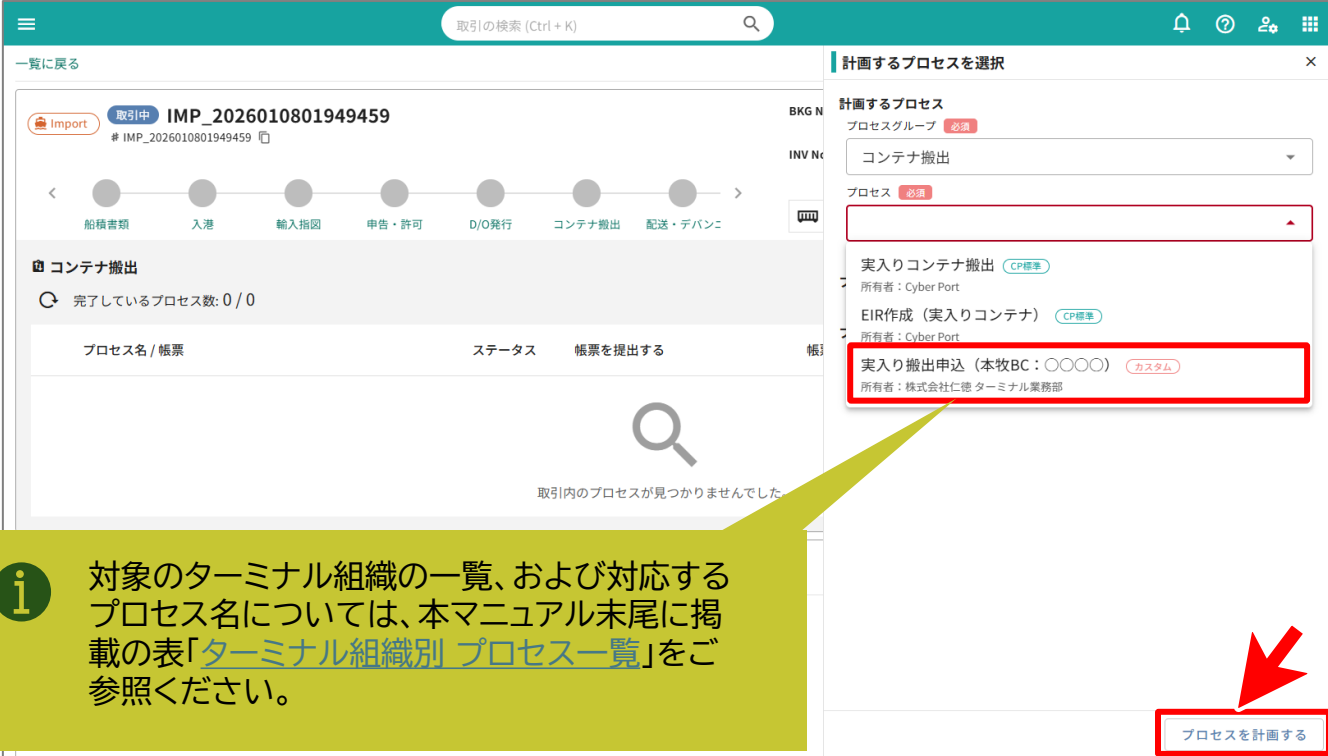 取引の検索 (Ctrl + K)
一覧に戻る
Import
取引中
IMP_2026010801949459
# IMP_2026010801949459
BKG N
INV No
船積書類
入港
輸入指図
申告・許可
D/O発行
コンテナ搬出
配送・デバンニ
コンテナ搬出
完了しているプロセス数: 0 / 0
プロセス名 / 帳票
ステータス
帳票を提出する
帳票
取引内のプロセスが見つかりませんでした
計画するプロセスを選択
計画するプロセス
プロセスグループ 必須
コンテナ搬出
プロセス 必須
実入りコンテナ搬出 CP標準
所有者：Cyber Port
EIR作成（実入りコンテナ） CP標準
所有者：Cyber Port
実入り搬出申込（本牧BC：〇〇〇〇） カスタム
所有者：株式会社仁徳 ターミナル業務部
プロセスを計画する
i
対象のターミナル組織の一覧、および対応する
プロセス名については、本マニュアル末尾に掲
載の表「ターミナル組織別 プロセス一覧」をご
参照ください。